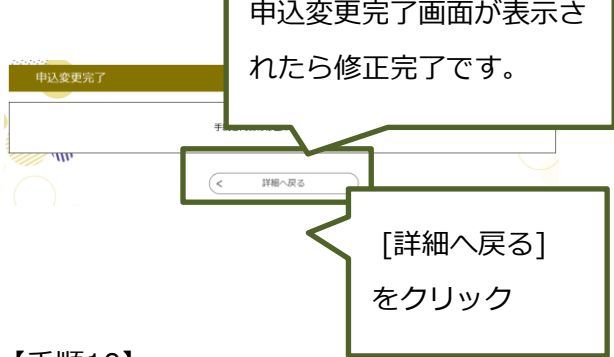 申込変更完了画面が表示さ
れたら修正完了です。
申込変更完了
詳細へ戻る
[詳細へ戻る]
をクリック